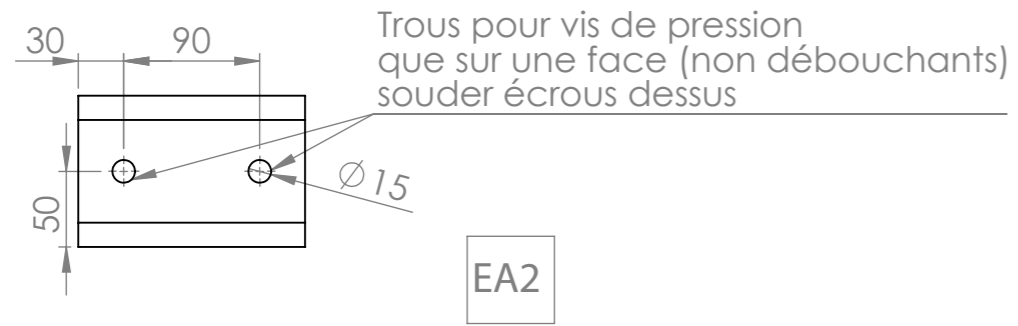 Trous pour vis de pression
que sur une face (non débouchants)
souder écrous dessus
30
90
50
Ø 15
EA2